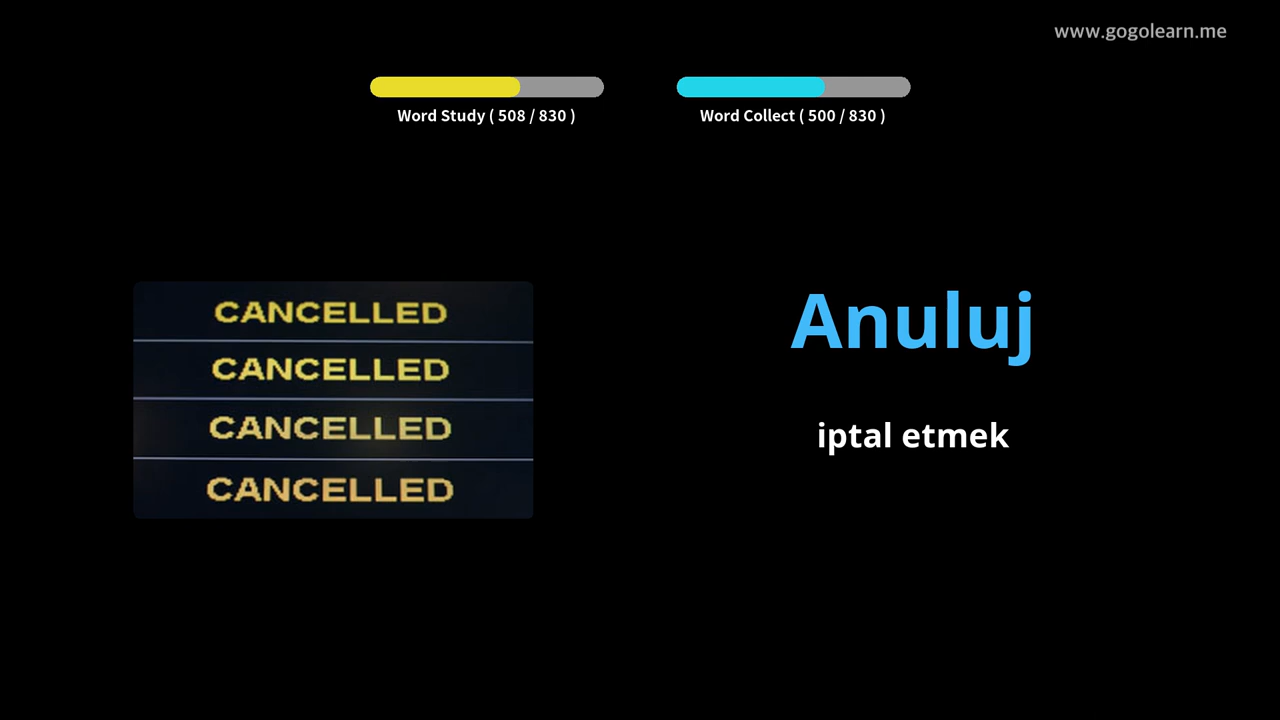 www.gogolearn.me
Word Study ( 508 / 830 )
Word Collect ( 500 / 830 )
CANCELLED
CANCELLED
CANCELLED
CANCELLED
Anuluj
iptal etmek